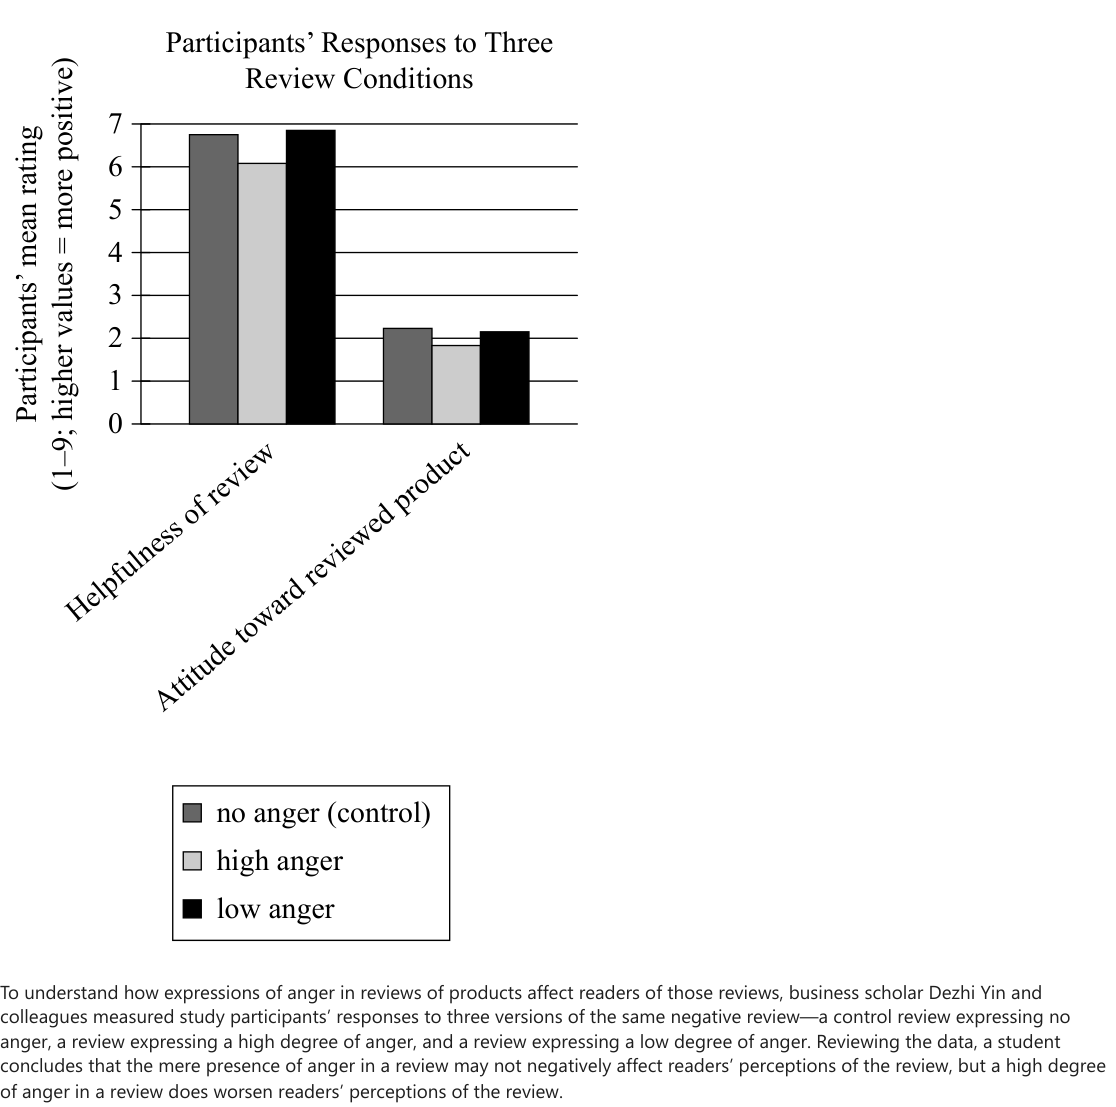 Participants’ Responses to Three
Review Conditions
Participants’ mean rating
(1–9; higher values = more positive)
7
6
5
4
3
2
1
0
Helpfulness of review
Attitude toward reviewed product
no anger (control)
high anger
low anger
To understand how expressions of anger in reviews of products affect readers of those reviews, business scholar Dezhi Yin and
colleagues measured study participants’ responses to three versions of the same negative review—a control review expressing no
anger, a review expressing a high degree of anger, and a review expressing a low degree of anger. Reviewing the data, a student
concludes that the mere presence of anger in a review may not negatively affect readers’ perceptions of the review, but a high degree
of anger in a review does worsen readers’ perceptions of the review.